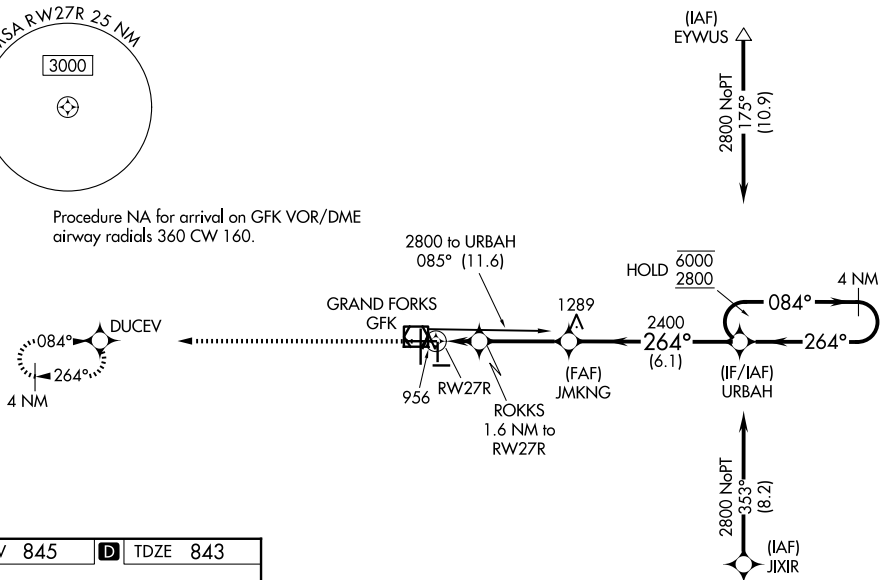 MSA RW27R 25 NM
3000
(IAF)
EYWUS
2800 NoPT
175°
(10.9)
Procedure NA for arrival on GFK VOR/DME
airway radials 360 CW 160.
2800 to URBAH
085° (11.6)
HOLD
6000
2800
4 NM
GRAND FORKS
GFK
1289
084°
DUCEV
084°
264°
4 NM
2400
264°
(6.1)
264°
956
RW27R
(FAF)
JMKNG
(IF/IAF)
URBAH
ROKKS
1.6 NM to
RW27R
2800 NoPT
353°
(8.2)
845
D TDZE 843
(IAF)
JIXIR